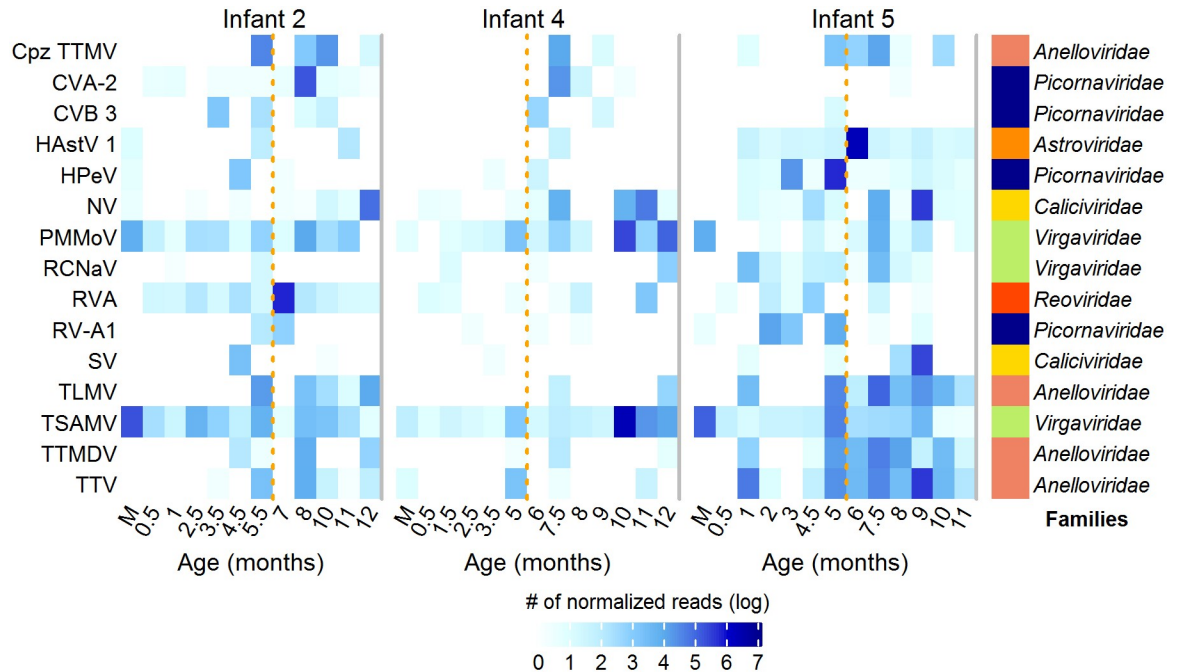 Infant 2 Infant 4 Infant 5
Cpz TTMV Anelloviridae
CVA-2 Picornaviridae
CVB 3 Picornaviridae
HAstV 1 Astroviridae
HPeV Picornaviridae
NV Caliciviridae
PMMoV Virgaviridae
RCNaV Virgaviridae
RVA Reoviridae
RV-A1 Picornaviridae
SV Caliciviridae
TLMV Anelloviridae
TSAMV Virgaviridae
TTMDV Anelloviridae
TTV Anelloviridae
M 0.5 1 2.5 3.5 4.5 5.5 7 8 10 11 12 M 0.5 1.5 2.5 3.5 5 6 7.5 8 9 10 11 12 M 0.5 1 2 3 4.5 5 6 7.5 8 9 10 11
Families
Age (months) Age (months) Age (months)
# of normalized reads (log)
0 1 2 3 4 5 6 7